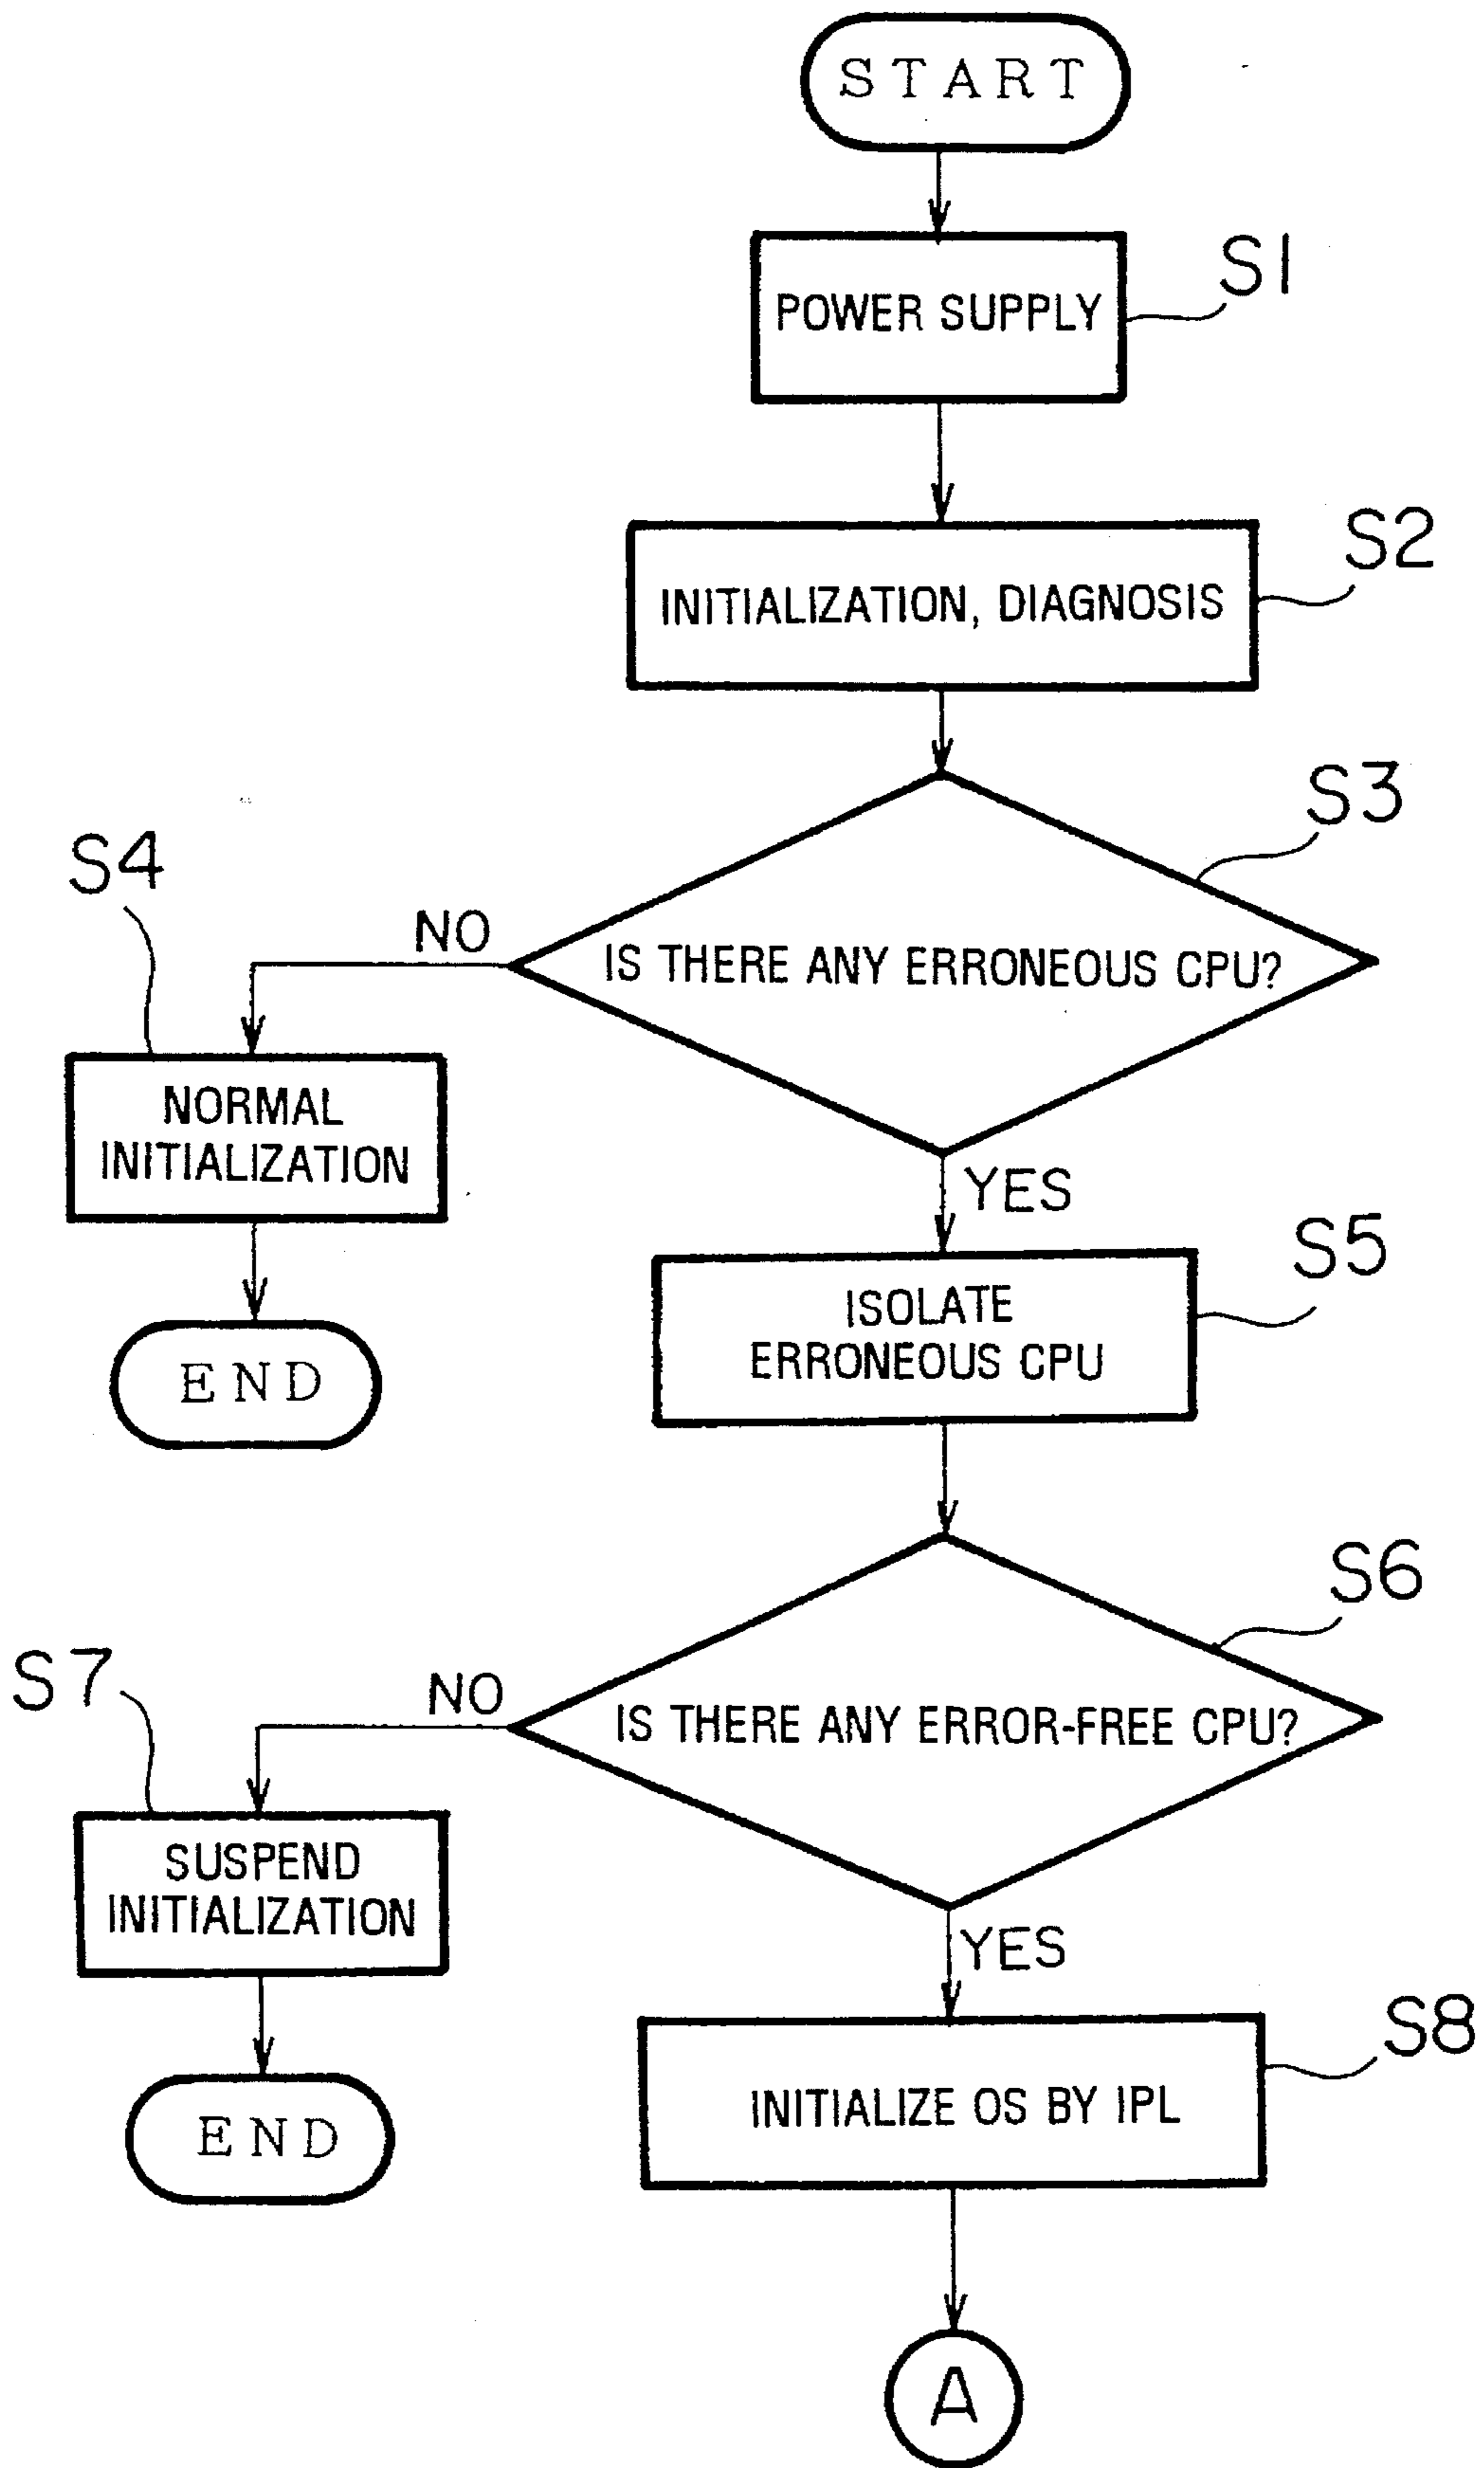 START
POWER SUPPLY
S1
INITIALIZATION, DIAGNOSIS
S2
IS THERE ANY ERRONEOUS CPU?
S3
NO
S4
NORMAL
INITIALIZATION
END
YES
ISOLATE
ERRONEOUS CPU
S5
IS THERE ANY ERROR-FREE CPU?
S6
NO
S7
SUSPEND
INITIALIZATION
END
YES
INITIALIZE OS BY IPL
S8
A